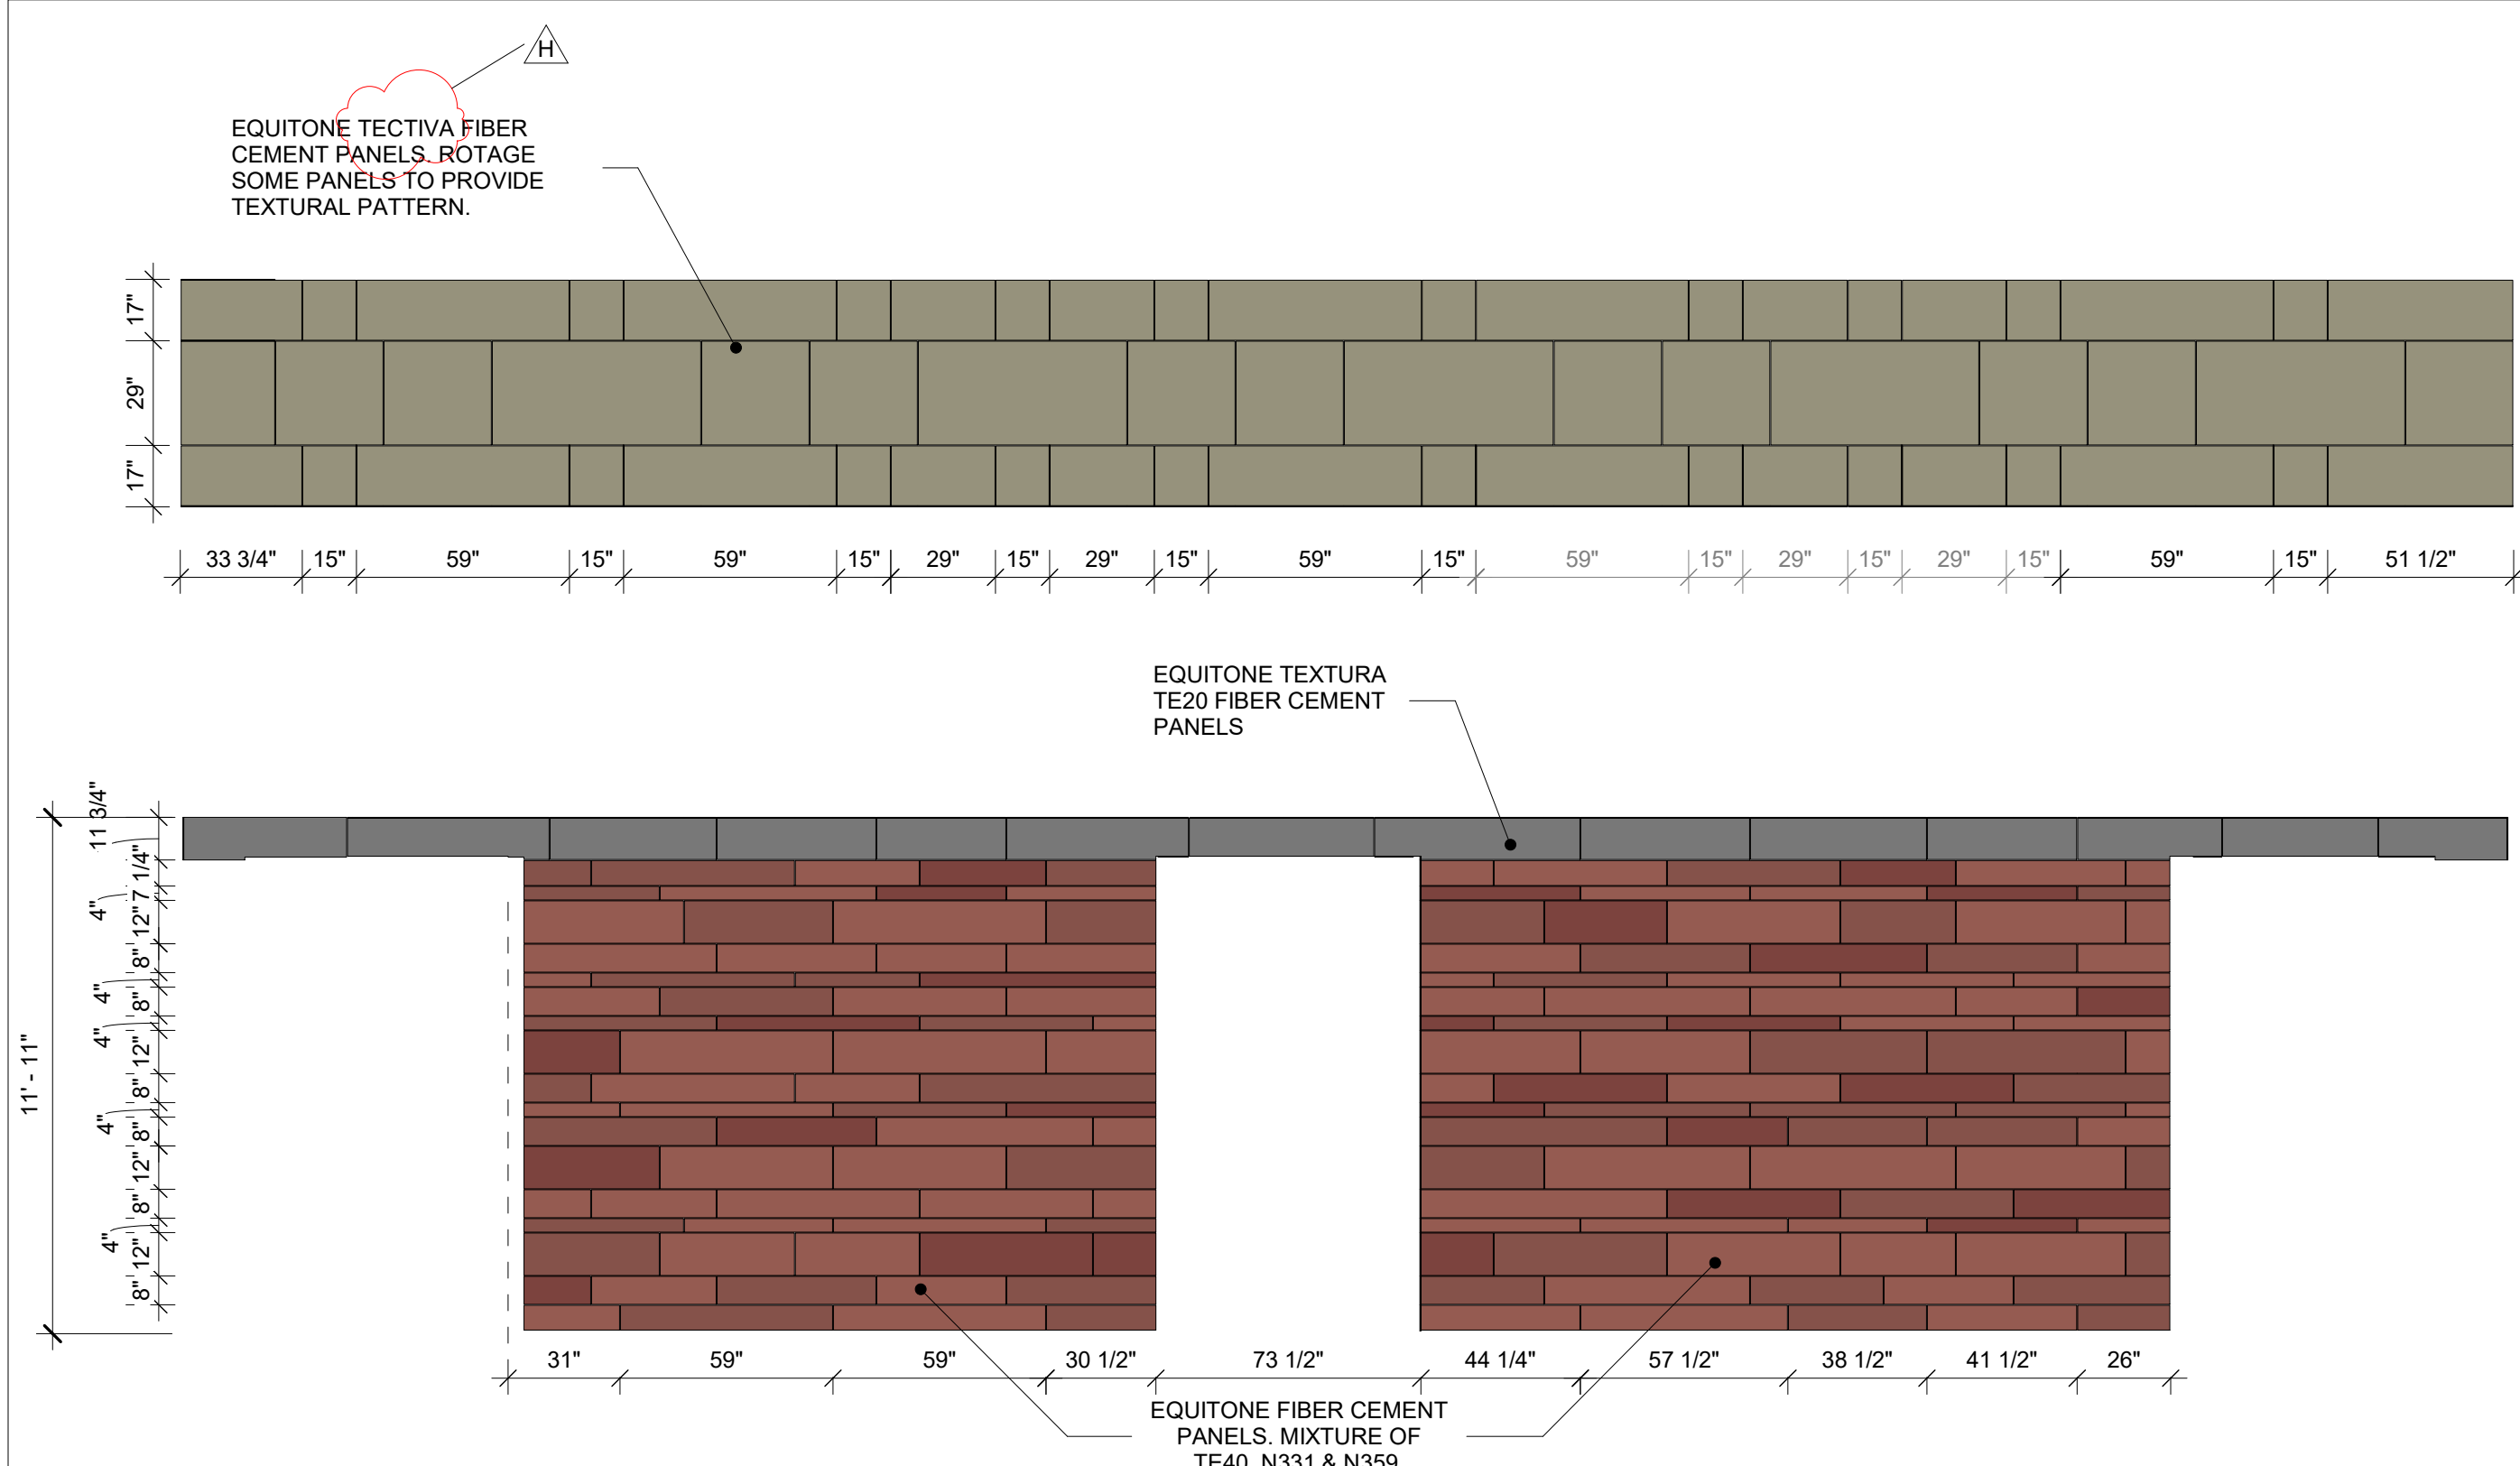 H
EQUITONE TECTIVA FIBER
CEMENT PANELS. ROTAGE
SOME PANELS TO PROVIDE
TEXTURAL PATTERN.
17"
29"
17"
33 3/4" 15" 59" 15" 59" 15" 29" 15" 29" 15" 59" 15" 59" 15" 29" 15" 29" 15" 59" 15" 51 1/2"
EQUITONE TEXTURA
TE20 FIBER CEMENT
PANELS
11' - 11"
11 3/4"
7 1/4"
4"
12"
8"
4"
8"
4"
12"
8"
4"
8"
12"
8"
4"
12"
8"
31" 59" 59" 30 1/2" 73 1/2" 44 1/4" 57 1/2" 38 1/2" 41 1/2" 26"
EQUITONE FIBER CEMENT
PANELS. MIXTURE OF
TE40, N331 & N359